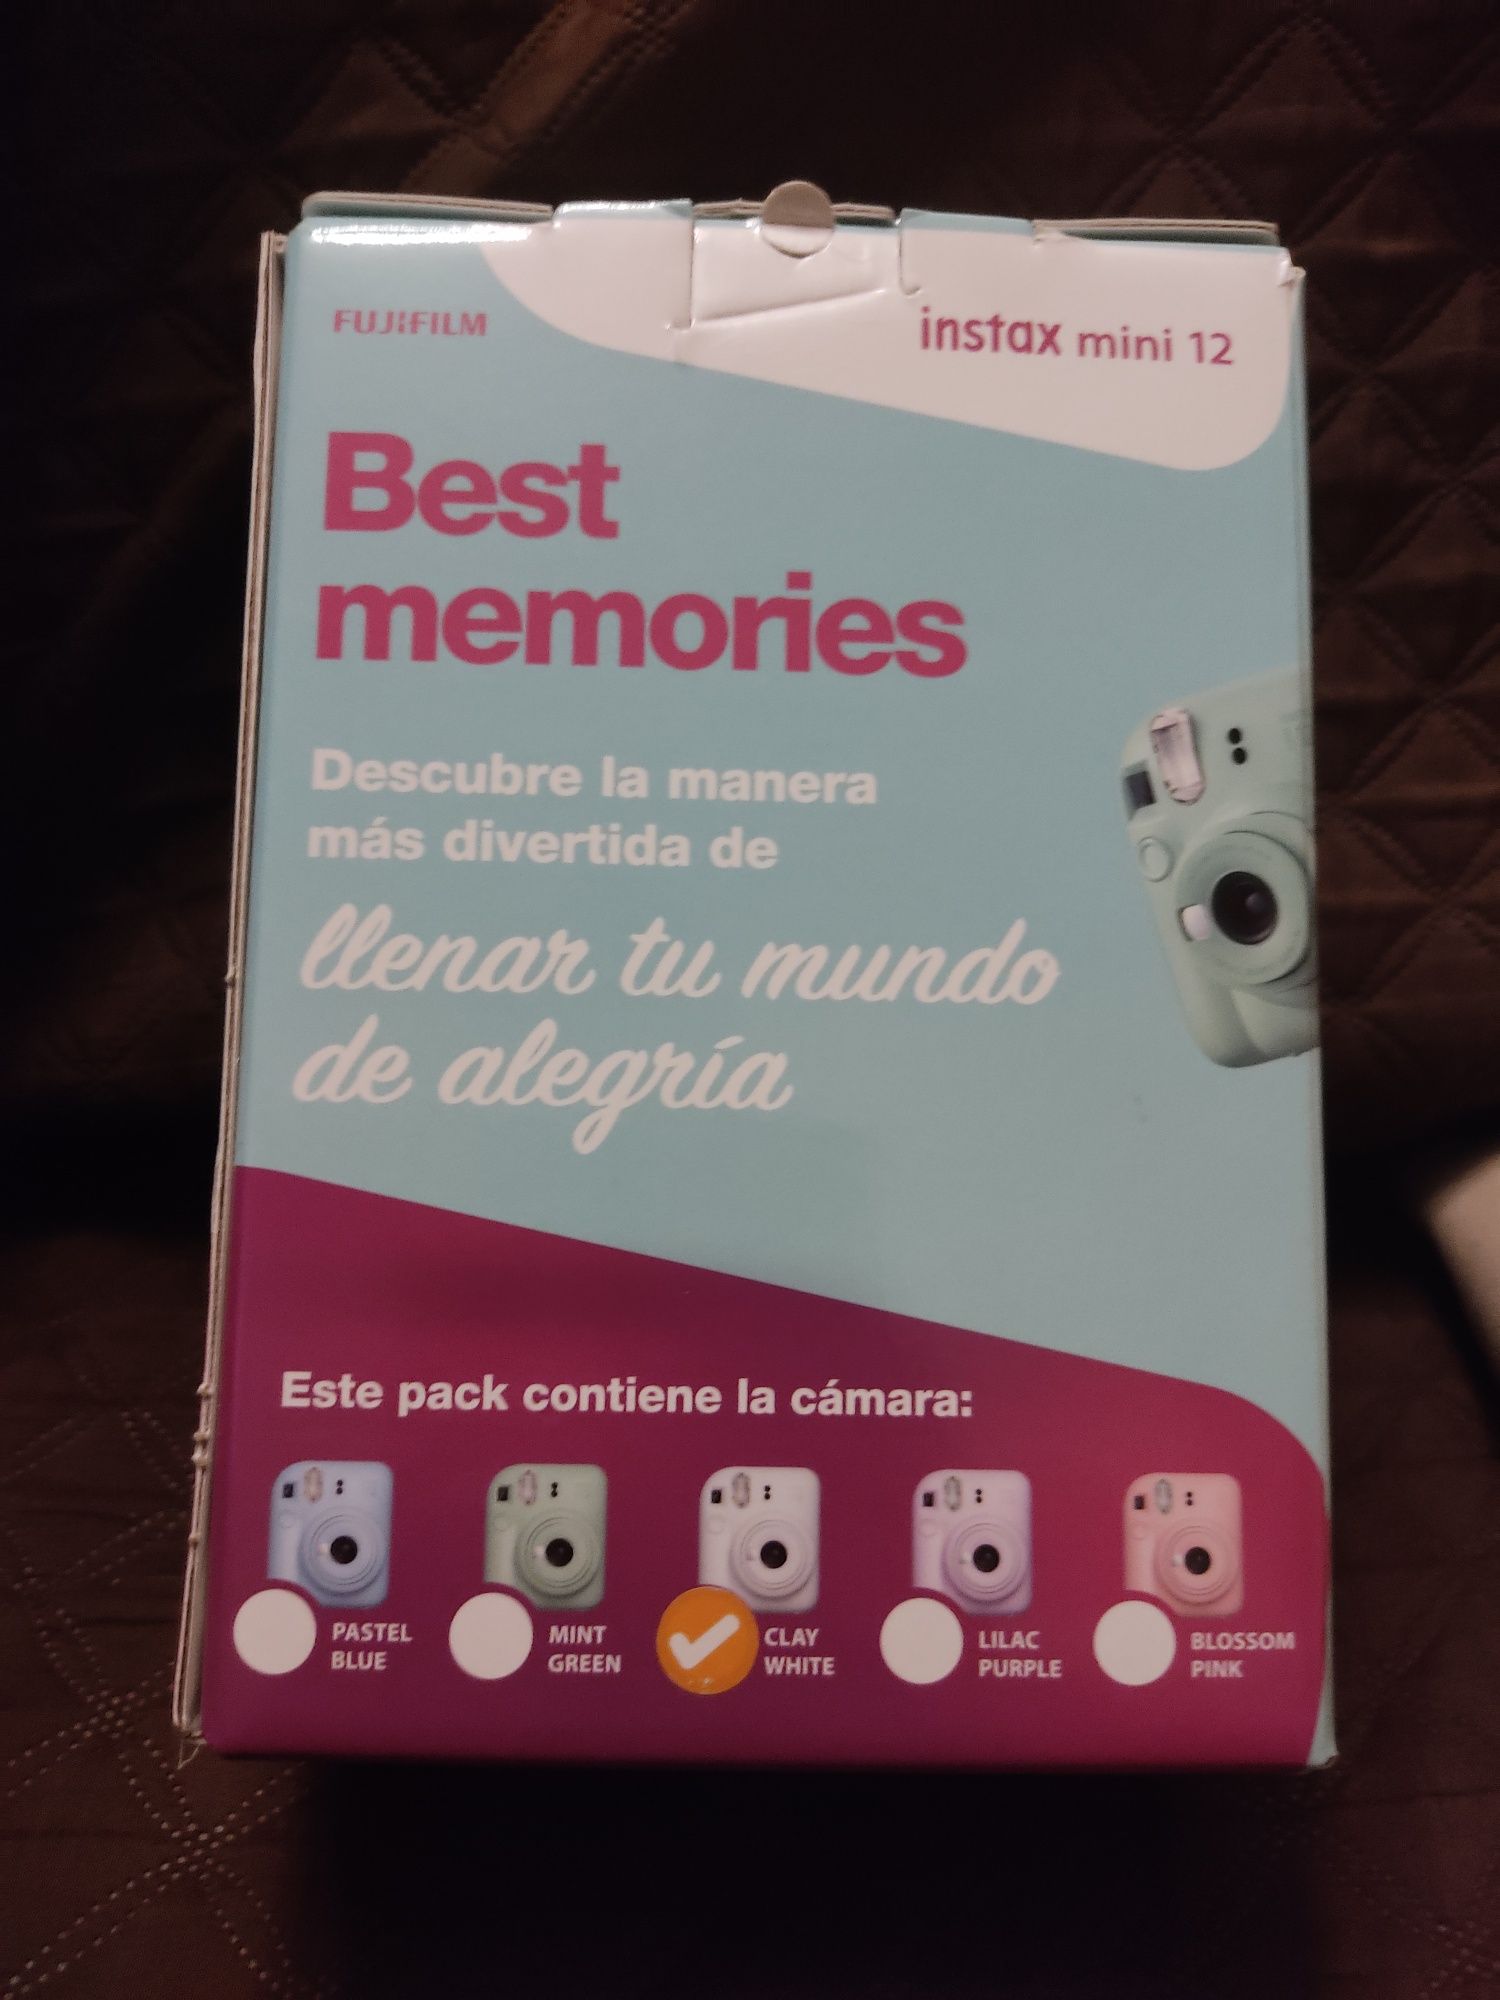 FUJIFILM
instax mini 12
Best
memories
Descubre la manera
más divertida de
llenar tu mundo
de alegría
Este pack contiene la cámara:
PASTEL
BLUE
MINT
GREEN
CLAY
WHITE
LILAC
PURPLE
BLOSSOM
PINK